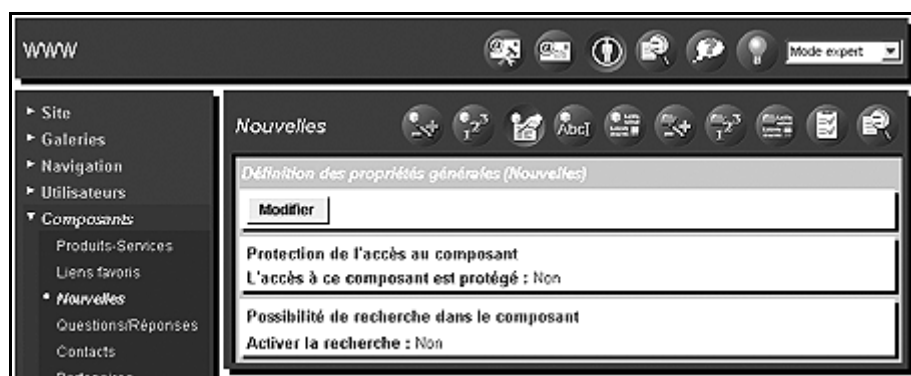 www
Mode expert
Site
Galeries
Navigation
Utilisateurs
Composants
Produits-Services
Liens favoris
Nouvelles
Questions/Réponses
Contacts
Partenaires
Nouvelles
AbcI
Définition des propriétés générales (Nouvelles)
Modifier
Protection de l'accès au composant
L'accès à ce composant est protégé : Non
Possibilité de recherche dans le composant
Activer la recherche : Non